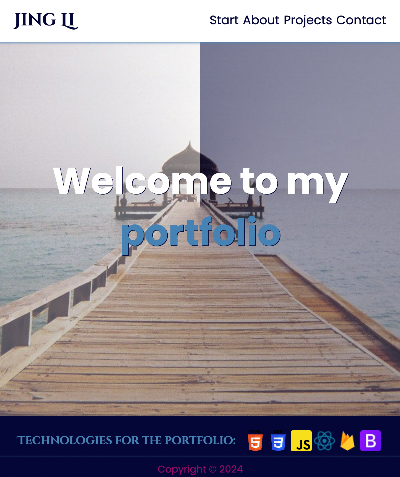 JING LI
Start About Projects Contact
Welcome to my
portfolio
TECHNOLOGIES FOR THE PORTFOLIO:
5 3 JS B
Copyright © 2024